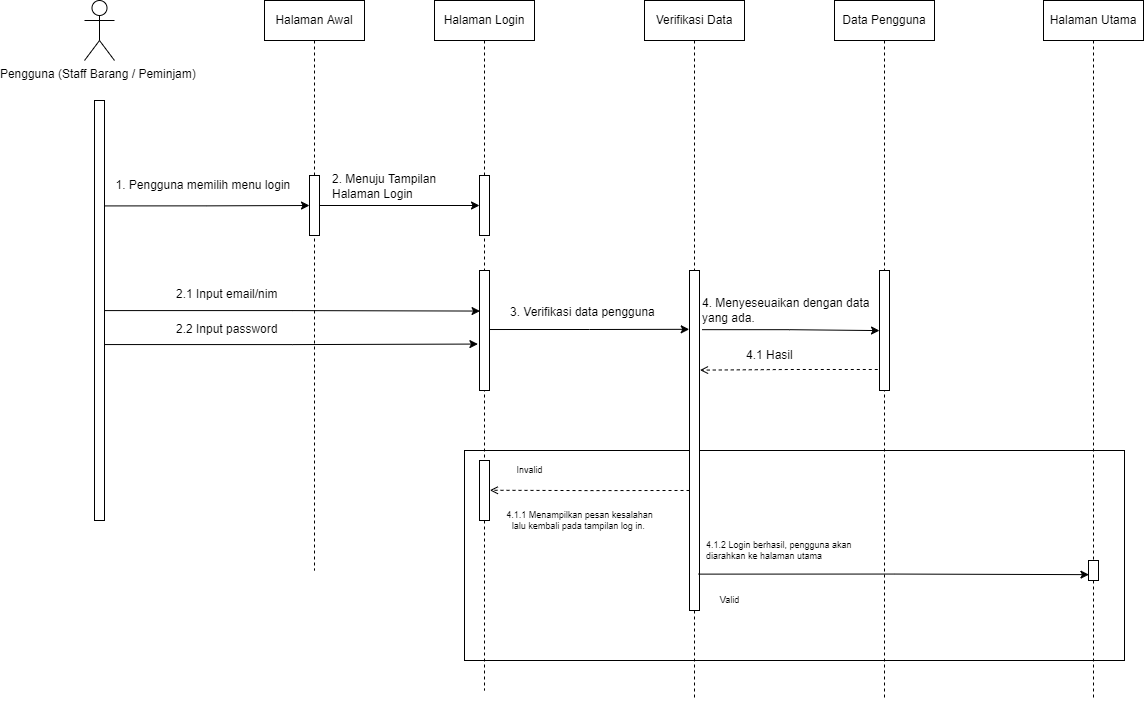 Halaman Awal
Halaman Login
Verifikasi Data
Data Pengguna
Halaman Utama
Pengguna (Staff Barang / Peminjam)
1. Pengguna memilih menu login
2. Menuju Tampilan
Halaman Login
2.1 Input email/nim
2.2 Input password
3. Verifikasi data pengguna
4. Menyeseuaikan dengan data
yang ada.
4.1 Hasil
Invalid
4.1.1 Menampilkan pesan kesalahan
lalu kembali pada tampilan log in.
4.1.2 Login berhasil, pengguna akan
diarahkan ke halaman utama
Valid